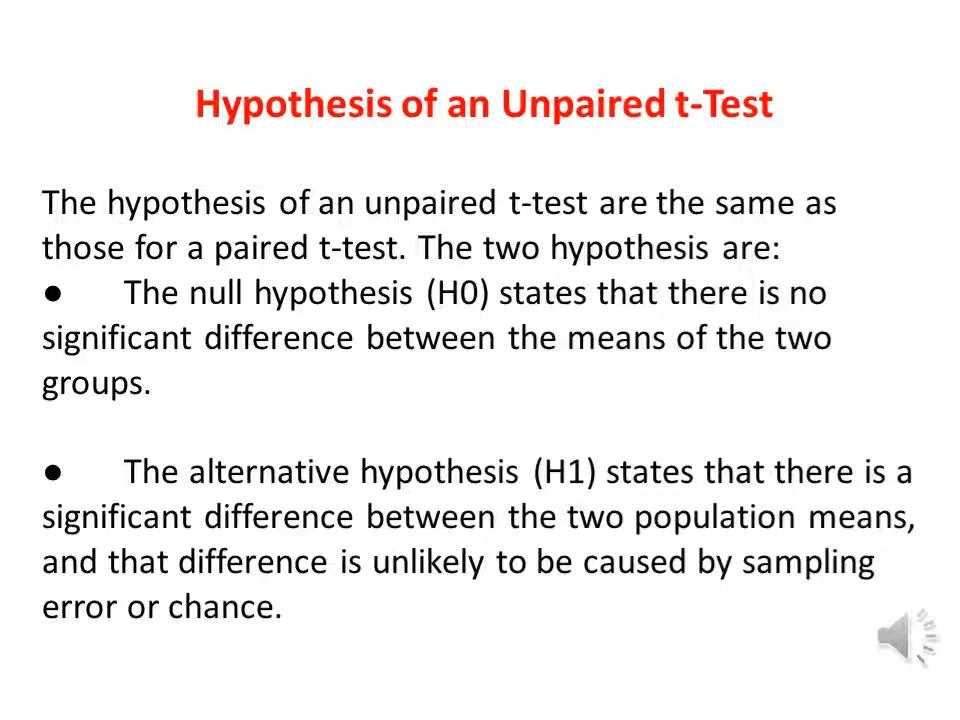 Hypothesis of an Unpaired t-Test
The hypothesis of an unpaired t-test are the same as
those for a paired t-test. The two hypothesis are:
● The null hypothesis (H0) states that there is no
significant difference between the means of the two
groups.
● The alternative hypothesis (H1) states that there is a
significant difference between the two population means,
and that difference is unlikely to be caused by sampling
error or chance.